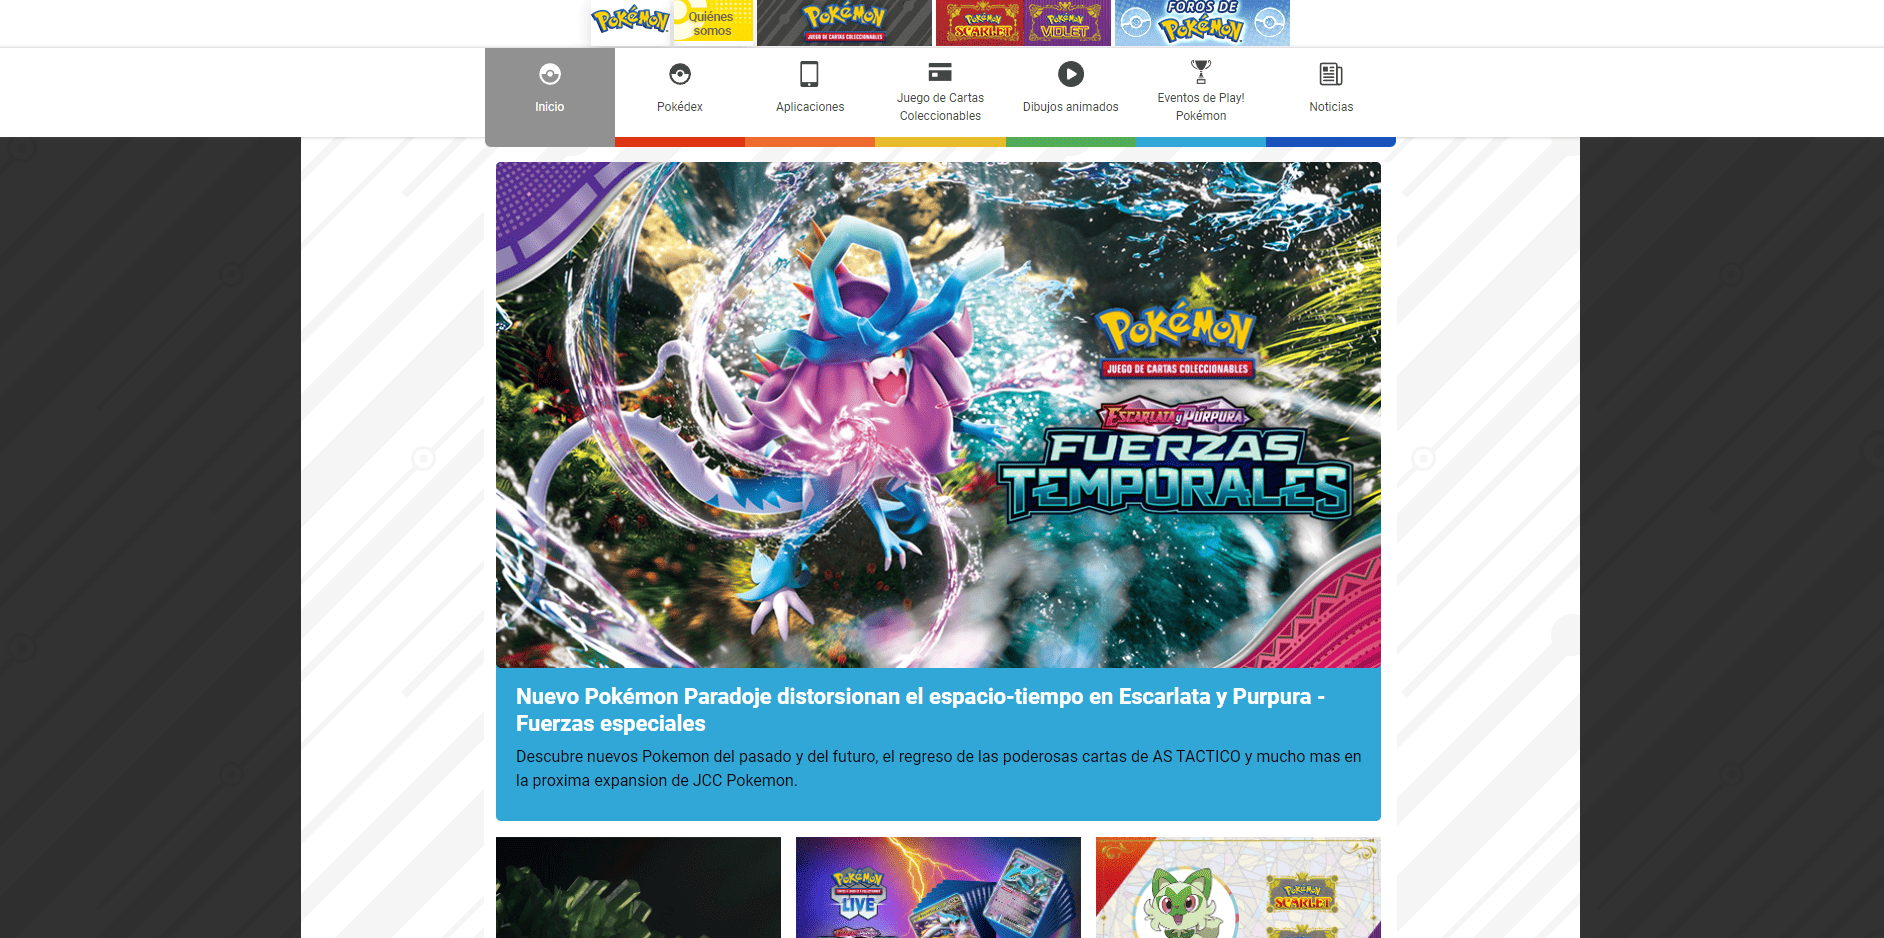 Pokémon
Quiénes
somos
Pokémon
JUEGO DE CARTAS COLECCIONABLES
Pokémon
SCARLET
Pokémon
VIOLET
FOROS DE
Pokémon
Inicio
Pokédex
Aplicaciones
Juego de Cartas
Coleccionables
Dibujos animados
Eventos de Play!
Pokémon
Noticias
Pokémon
JUEGO DE CARTAS COLECCIONABLES
ESCARLATA y PÚRPURA
FUERZAS
TEMPORALES
Nuevo Pokémon Paradoje distorsionan el espacio-tiempo en Escarlata y Purpura -
Fuerzas especiales
Descubre nuevos Pokemon del pasado y del futuro, el regreso de las poderosas cartas de AS TACTICO y mucho mas en
la proxima expansion de JCC Pokemon.
Pokémon
LIVE
Pokémon
SCARLET
Pokémon